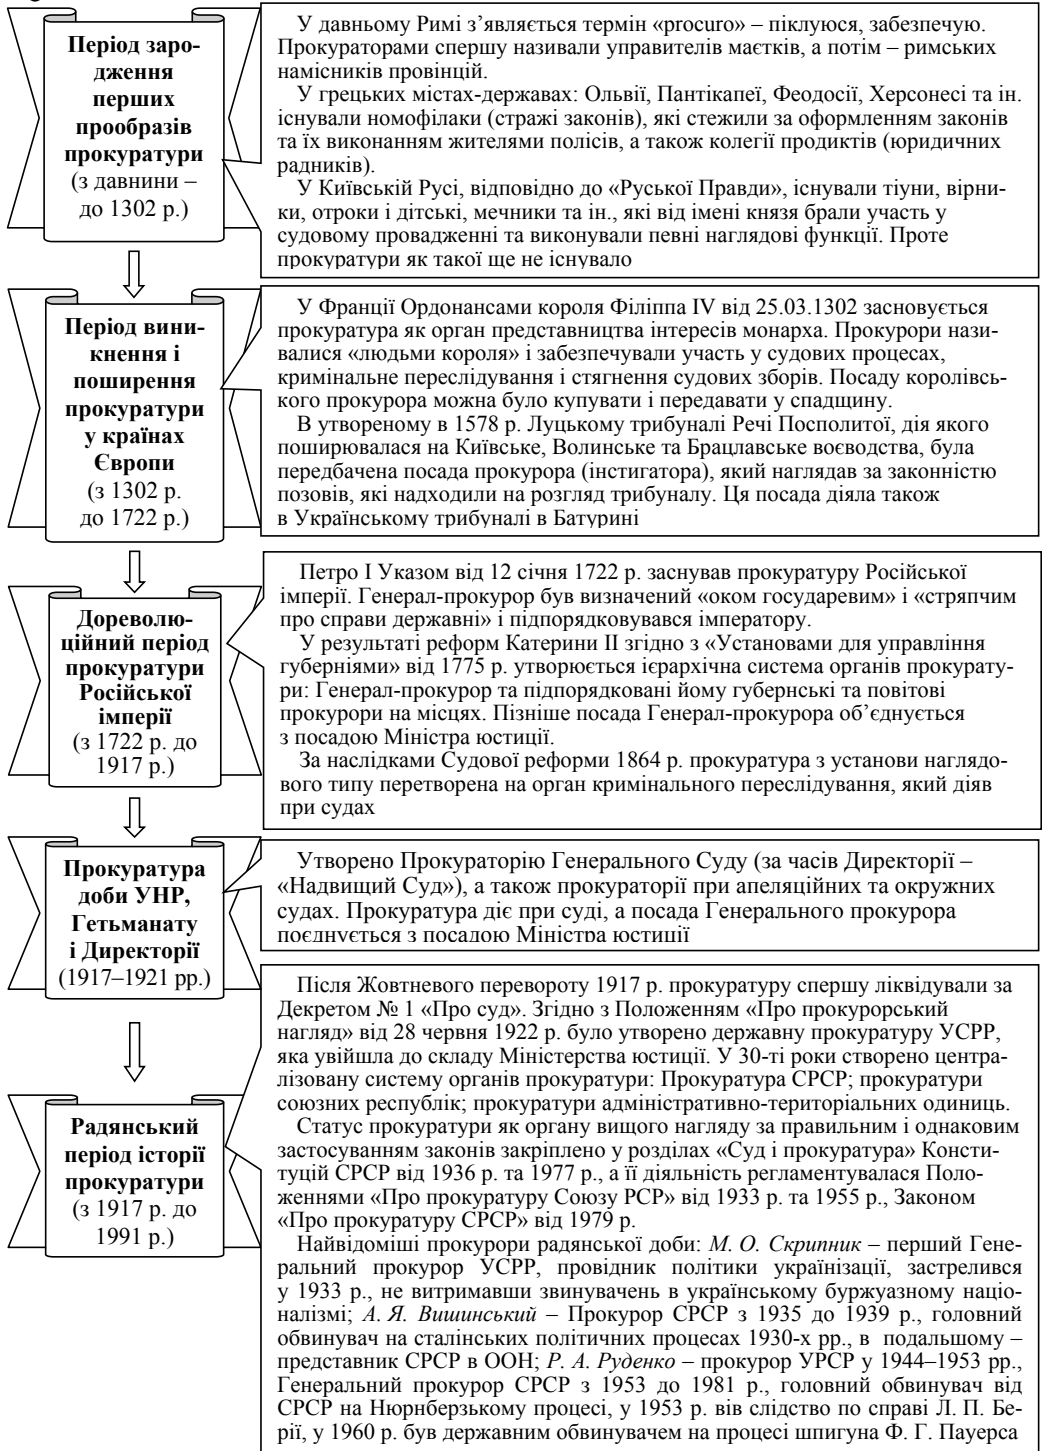 Період заро-
дження
перших
прообразів
прокуратури
(з давнини –
до 1302 р.)
У давньому Римі з’являється термін «procuro» – піклуюся, забезпечую.
Прокураторами спершу називали управителів маєтків, а потім – римських
намісників провінцій.
У грецьких містах-державах: Ольвії, Пантікапеї, Феодосії, Херсонесі та ін.
існували номофілаки (стражі законів), які стежили за оформленням законів
та їх виконанням жителями полісів, а також колегії продиктів (юридичних
радників).
У Київській Русі, відповідно до «Руської Правди», існували тіуни, вірни-
ки, отроки і дітські, мечники та ін., які від імені князя брали участь у
судовому провадженні та виконували певні наглядові функції. Проте
прокуратури як такої ще не існувало
Період вини-
кнення і
поширення
прокуратури
у країнах
Європи
(з 1302 р.
до 1722 р.)
У Франції Ордонансами короля Філіппа IV від 25.03.1302 засновується
прокуратура як орган представництва інтересів монарха. Прокурори нази-
валися «людьми короля» і забезпечували участь у судових процесах,
кримінальне переслідування і стягнення судових зборів. Посаду королівсь-
кого прокурора можна було купувати і передавати у спадщину.
В утвореному в 1578 р. Луцькому трибуналі Речі Посполитої, дія якого
поширювалася на Київське, Волинське та Брацлавське воєводства, була
передбачена посада прокурора (інстигатора), який наглядав за законністю
позовів, які надходили на розгляд трибуналу. Ця посада діяла також
в Українському трибуналі в Батурині
Дореволю-
ційний період
прокуратури
Російської
імперії
(з 1722 р. до
1917 р.)
Петро І Указом від 12 січня 1722 р. заснував прокуратуру Російської
імперії. Генерал-прокурор був визначений «оком государевим» і «стряпчим
про справи державні» і підпорядковувався імператору.
У результаті реформ Катерини ІІ згідно з «Установами для управління
губерніями» від 1775 р. утворюється ієрархічна система органів прокурату-
ри: Генерал-прокурор та підпорядковані йому губернські та повітові
прокурори на місцях. Пізніше посада Генерал-прокурора об’єднується
з посадою Міністра юстиції.
За наслідками Судової реформи 1864 р. прокуратура з установи наглядо-
вого типу перетворена на орган кримінального переслідування, який діяв
при судах
Прокуратура
доби УНР,
Гетьманату
і Директорії
(1917–1921 рр.)
Утворено Прокураторію Генерального Суду (за часів Директорії –
«Надвищий Суд»), а також прокураторії при апеляційних та окружних
судах. Прокуратура діє при суді, а посада Генерального прокурора
поєднується з посадою Міністра юстиції
Радянський
період історії
прокуратури
(з 1917 р. до
1991 р.)
Після Жовтневого перевороту 1917 р. прокуратуру спершу ліквідували за
Декретом № 1 «Про суд». Згідно з Положенням «Про прокурорський
нагляд» від 28 червня 1922 р. було утворено державну прокуратуру УСРР,
яка увійшла до складу Міністерства юстиції. У 30-ті роки створено центра-
лізовану систему органів прокуратури: Прокуратура СРСР; прокуратури
союзних республік; прокуратури адміністративно-територіальних одиниць.
Статус прокуратури як органу вищого нагляду за правильним і однаковим
застосуванням законів закріплено у розділах «Суд і прокуратура» Консти-
туцій СРСР від 1936 р. та 1977 р., а її діяльність регламентувалася Поло-
женнями «Про прокуратуру Союзу РСР» від 1933 р. та 1955 р., Законом
«Про прокуратуру СРСР» від 1979 р.
Найвідоміші прокурори радянської доби: М. О. Скрипник – перший Гене-
ральний прокурор УСРР, провідник політики українізації, застрелився
у 1933 р., не витримавши звинувачень в українському буржуазному націо-
налізмі; А. Я. Вишинський – Прокурор СРСР з 1935 до 1939 р., головний
обвинувач на сталінських політичних процесах 1930-х рр., в подальшому –
представник СРСР в ООН; Р. А. Руденко – прокурор УРСР у 1944–1953 рр.,
Генеральний прокурор СРСР з 1953 до 1981 р., головний обвинувач від
СРСР на Нюрнберзькому процесі, у 1953 р. вів слідство по справі Л. П. Бе-
рії, у 1960 р. був державним обвинувачем на процесі шпигуна Ф. Г. Пауерса